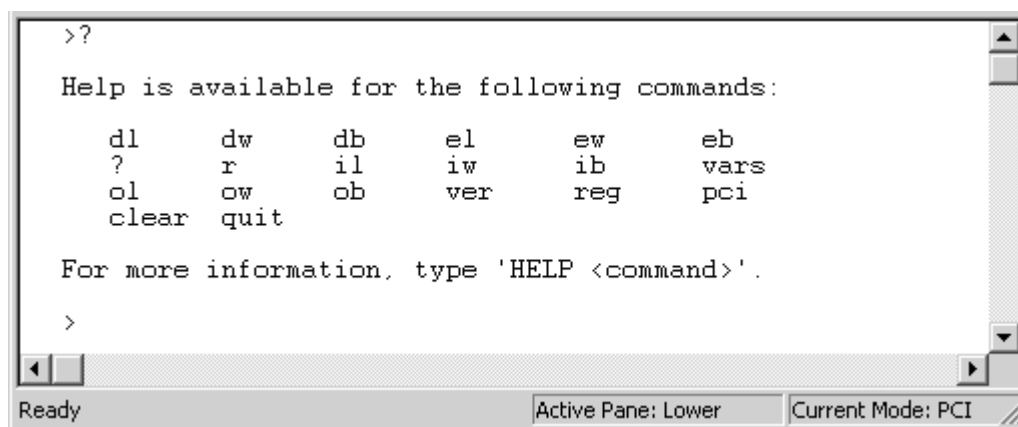 >?
Help is available for the following commands:
dl dw db el ew eb
? r il iw ib vars
ol ow ob ver reg pci
clear quit
For more information, type 'HELP <command>'.
>
Ready Active Pane: Lower Current Mode: PCI